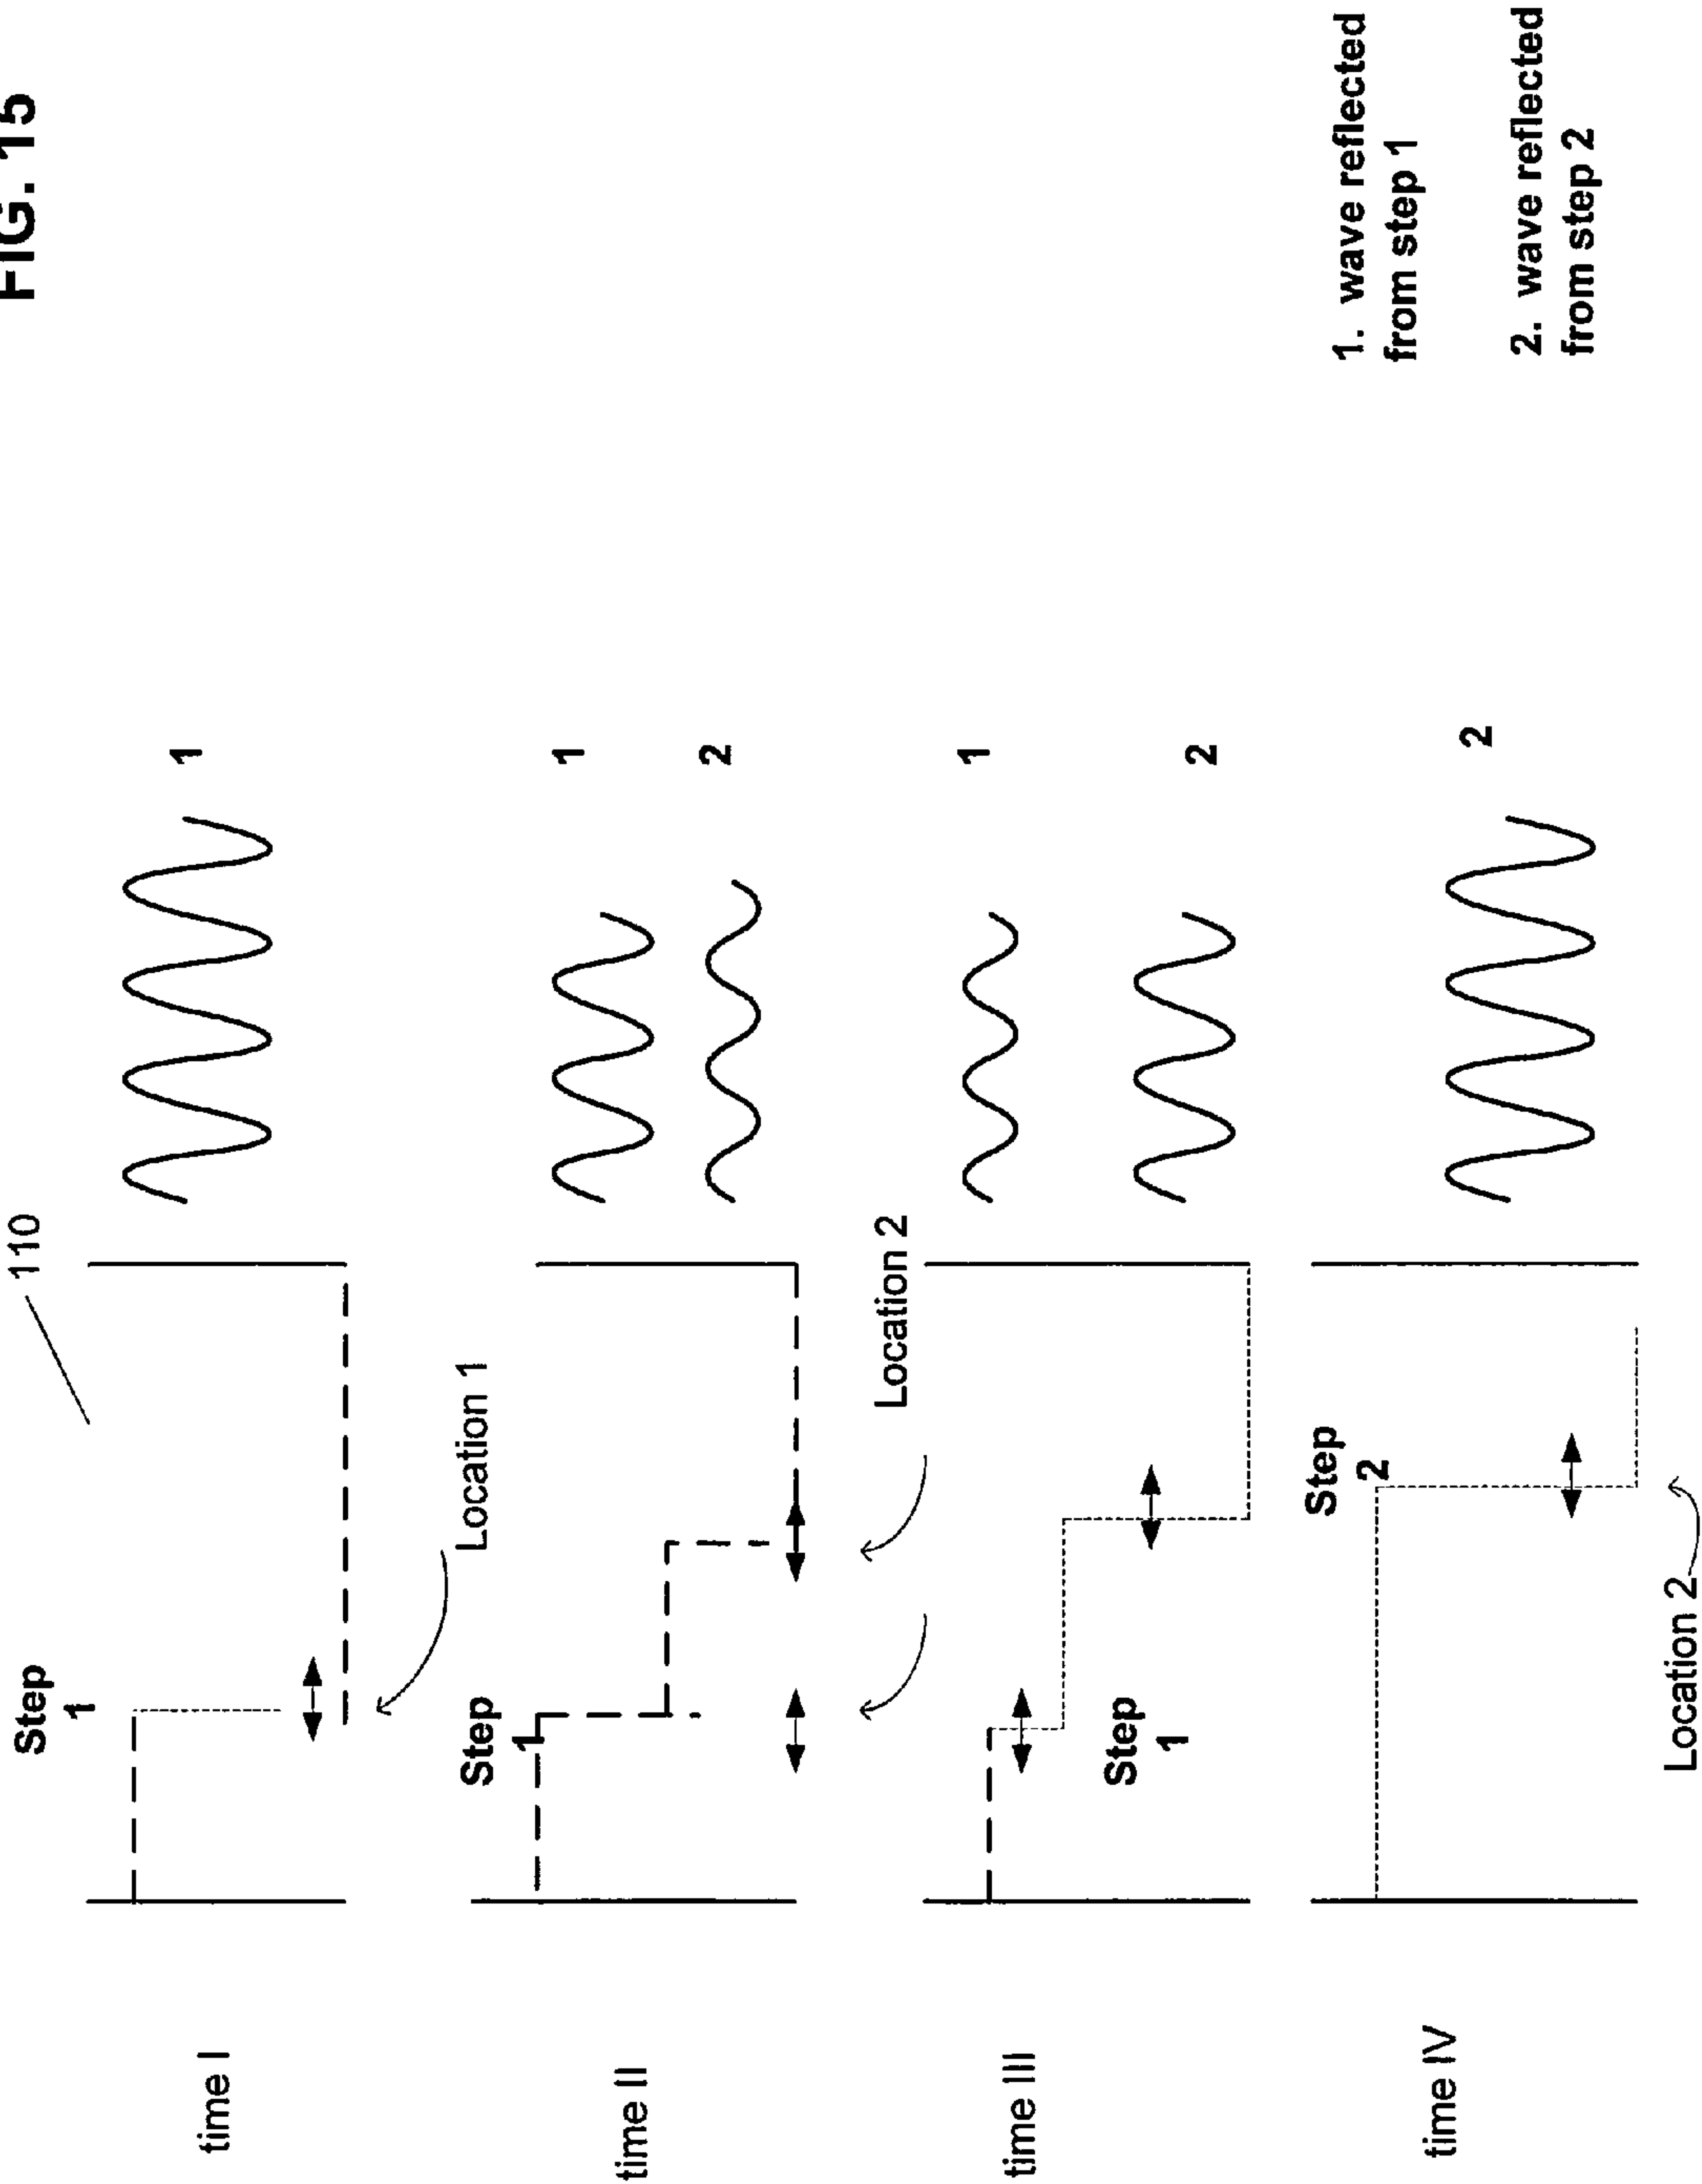 FIG. 15
110
Step
1
time I
1
Location 1
Step
1
time II
1
2
Location 2
time III
1
Step
1
2
Step
2
time IV
2
Location 2
1. wave reflected
from step 1
2. wave reflected
from step 2